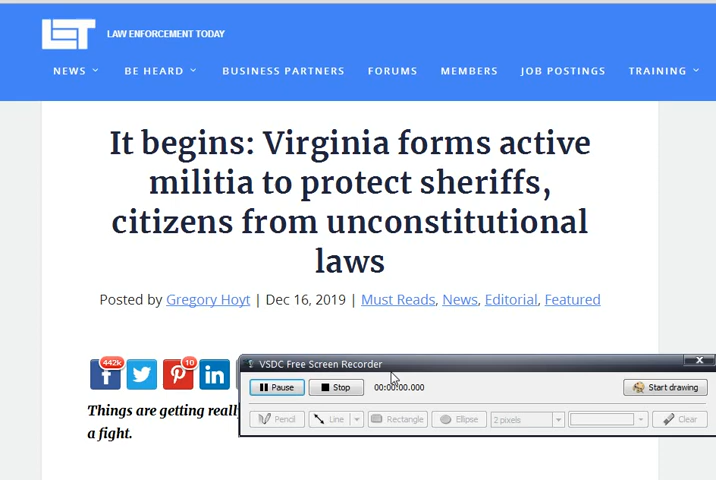 LET LAW ENFORCEMENT TODAY
NEWS BE HEARD BUSINESS PARTNERS FORUMS MEMBERS JOB POSTINGS TRAINING
It begins: Virginia forms active
militia to protect sheriffs,
citizens from unconstitutional
laws
Posted by Gregory Hoyt | Dec 16, 2019 | Must Reads, News, Editorial, Featured
442k 10
VSDC Free Screen Recorder
Pause Stop 00:00:00.000 Start drawing
Things are getting
Pencil Line Rectangle Ellipse 2 pixels Clear
a fight.